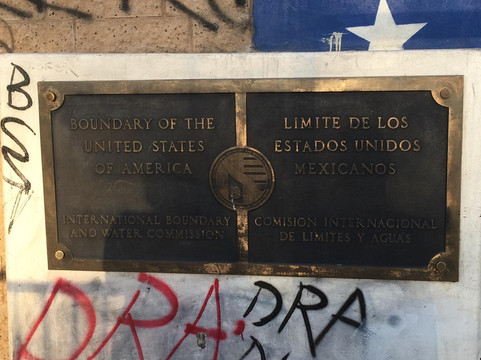 BOUNDARY OF THE
UNITED STATES
OF AMERICA
INTERNATIONAL BOUNDARY
AND WATER COMMISSION
LIMITE DE LOS
ESTADOS UNIDOS
MEXICANOS
COMISION INTERNACIONAL
DE LIMITES Y AGUAS
DRA
DRA